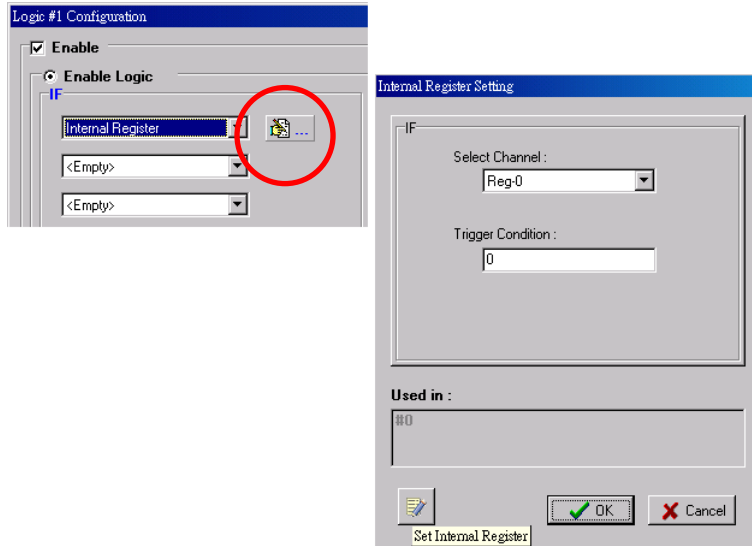 Logic #1 Configuration
Enable
Enable Logic
IF
Internal Register
...
<Empty>
<Empty>
Internal Register Setting
IF
Select Channel :
Reg-0
Trigger Condition :
0
Used in :
#0
OK
Cancel
Set Internal Register